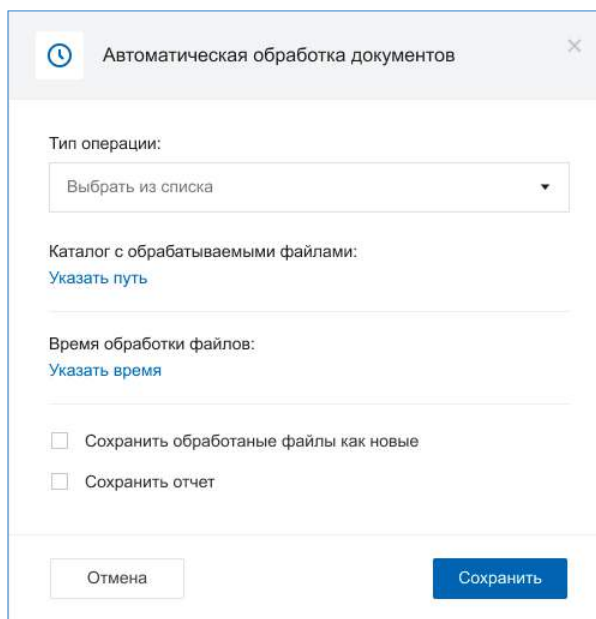 Автоматическая обработка документов
Тип операции:
Выбрать из списка
Каталог с обрабатываемыми файлами:
Указать путь
Время обработки файлов:
Указать время
Сохранить обработаные файлы как новые
Сохранить отчет
Отмена
Сохранить